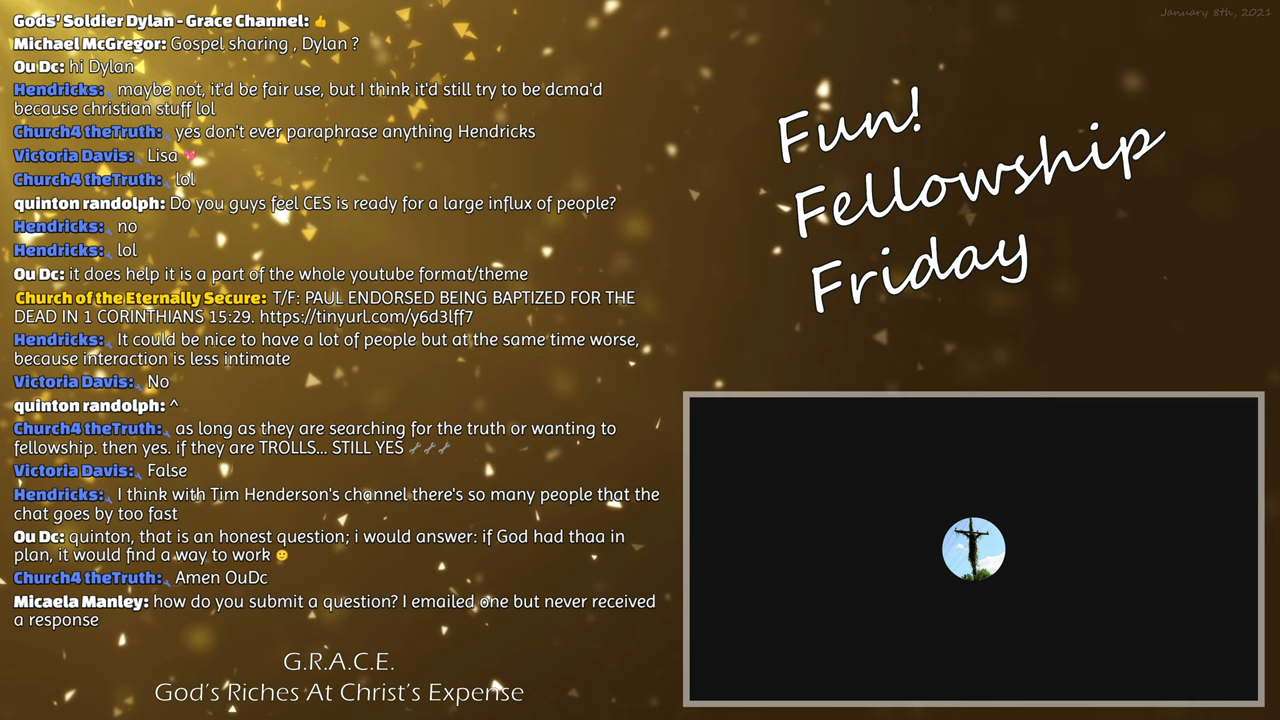 Gods' Soldier Dylan - Grace Channel: 👍
Michael McGregor: Gospel sharing , Dylan ?
Ou Dc: hi Dylan
Hendricks: maybe not, it'd be fair use, but I think it'd still try to be dcma'd
because christian stuff lol
Church4 theTruth: yes don't ever paraphrase anything Hendricks
Victoria Davis: Lisa 💖
Church4 theTruth: lol
quinton randolph: Do you guys feel CES is ready for a large influx of people?
Hendricks: no
Hendricks: lol
Ou Dc: it does help it is a part of the whole youtube format/theme
Church of the Eternally Secure: T/F: PAUL ENDORSED BEING BAPTIZED FOR THE
DEAD IN 1 CORINTHIANS 15:29. https://tinyurl.com/y6d3lff7
Hendricks: It could be nice to have a lot of people but at the same time worse,
because interaction is less intimate
Victoria Davis: No
quinton randolph: ^
Church4 theTruth: as long as they are searching for the truth or wanting to
fellowship. then yes. if they are TROLLS... STILL YES 🔧🔧🔧
Victoria Davis: False
Hendricks: I think with Tim Henderson's channel there's so many people that the
chat goes by too fast
Ou Dc: quinton, that is an honest question; i would answer: if God had thaa in
plan, it would find a way to work 🙂
Church4 theTruth: Amen OuDc
Micaela Manley: how do you submit a question? I emailed one but never received
a response
G.R.A.C.E.
God's Riches At Christ's Expense
January 8th, 2021
Fun!
Fellowship
Friday